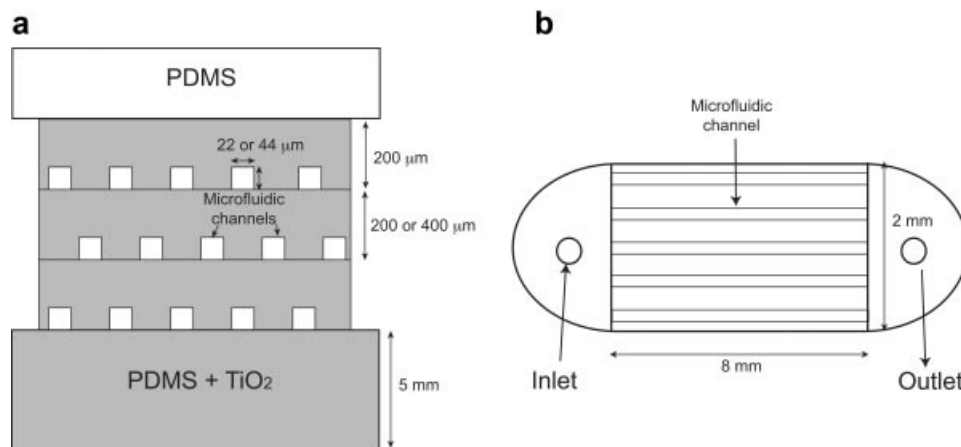 a
PDMS
22 or 44 μm
200 μm
Microfluidic
channels
200 or 400 μm
PDMS + TiO2
5 mm
b
Microfluidic
channel
2 mm
8 mm
Inlet
Outlet